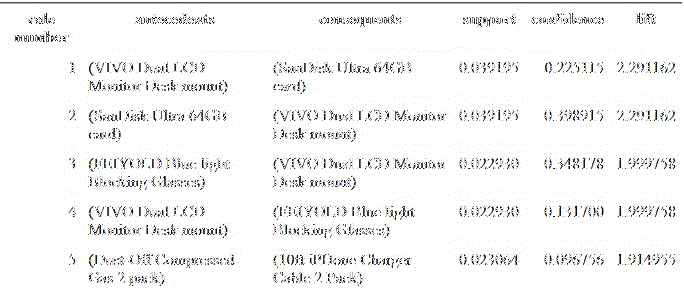 rule number antecedents consequents support confidence lift
1 (VIVO Dual LCD Monitor Desk mount) (SanDisk Ultra 64GB card) 0.039195 0.225115 2.291162
2 (SanDisk Ultra 64GB card) (VIVO Dual LCD Monitor Desk mount) 0.039195 0.398915 2.291162
3 (FEIYOLD Blue light Blocking Glasses) (VIVO Dual LCD Monitor Desk mount) 0.022930 0.348178 1.999758
4 (VIVO Dual LCD Monitor Desk mount) (FEIYOLD Blue light Blocking Glasses) 0.022930 0.131700 1.999758
5 (Dust-Off Compressed Gas 2 pack) (10ft iPhone Charger Cable 2 Pack) 0.023064 0.096756 1.914955